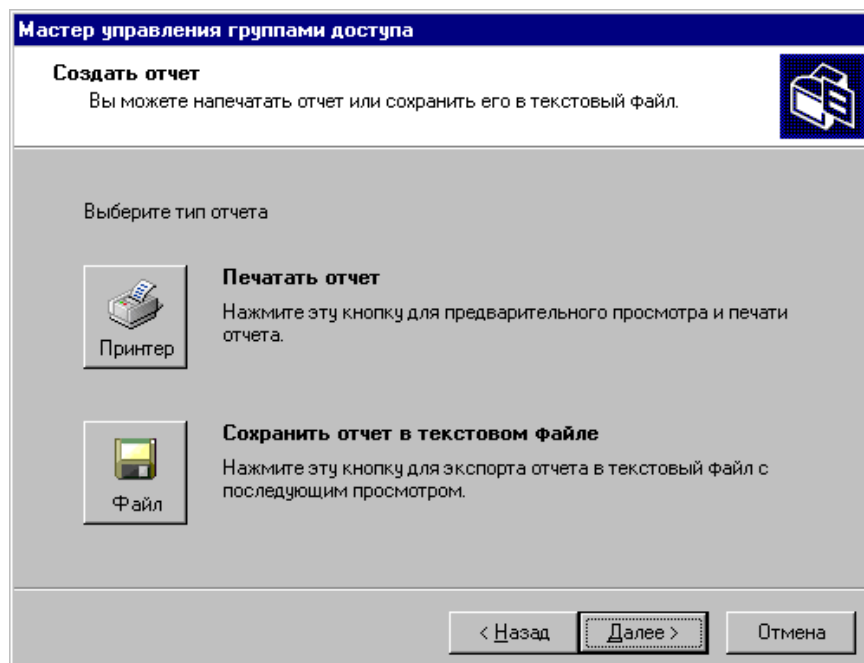 Мастер управления группами доступа
Создать отчет
Вы можете напечатать отчет или сохранить его в текстовый файл.
Выберите тип отчета
Печатать отчет
Нажмите эту кнопку для предварительного просмотра и печати
отчета.
Принтер
Сохранить отчет в текстовом файле
Нажмите эту кнопку для экспорта отчета в текстовый файл с
последующим просмотром.
Файл
< Назад
Далее >
Отмена